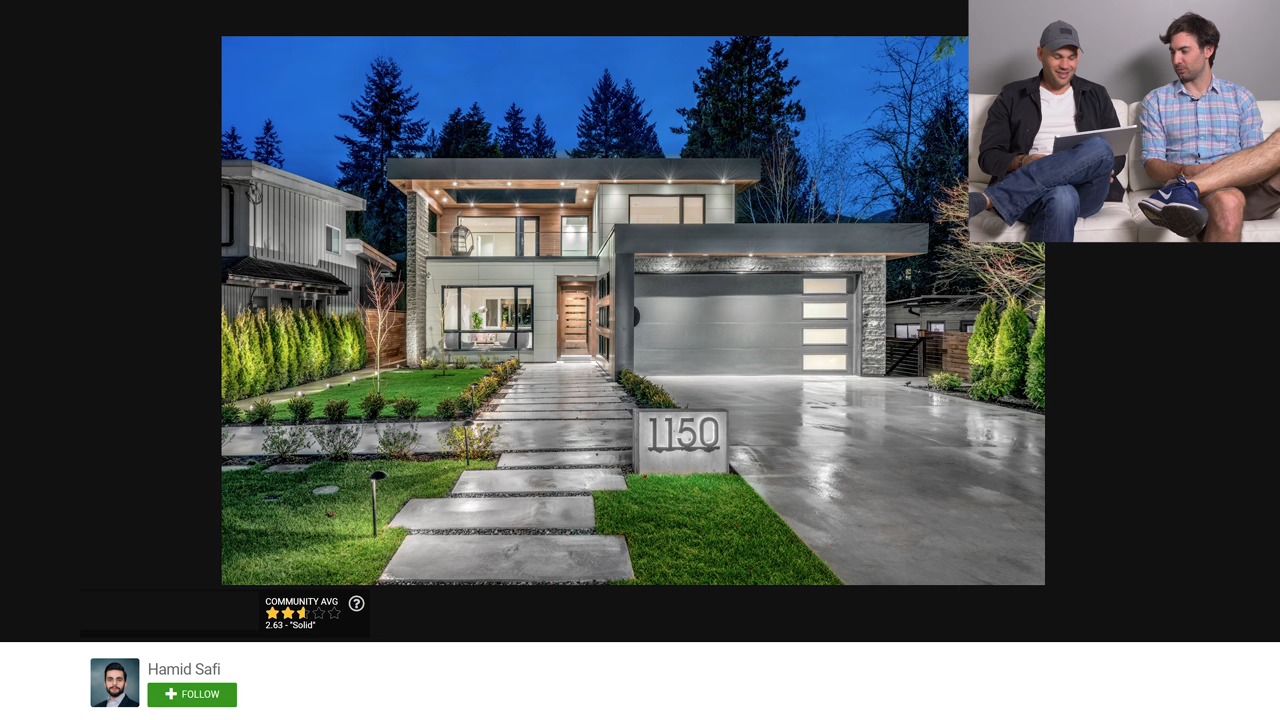 1150
COMMUNITY AVG
?
2.63 - "Solid"
Hamid Safi
FOLLOW